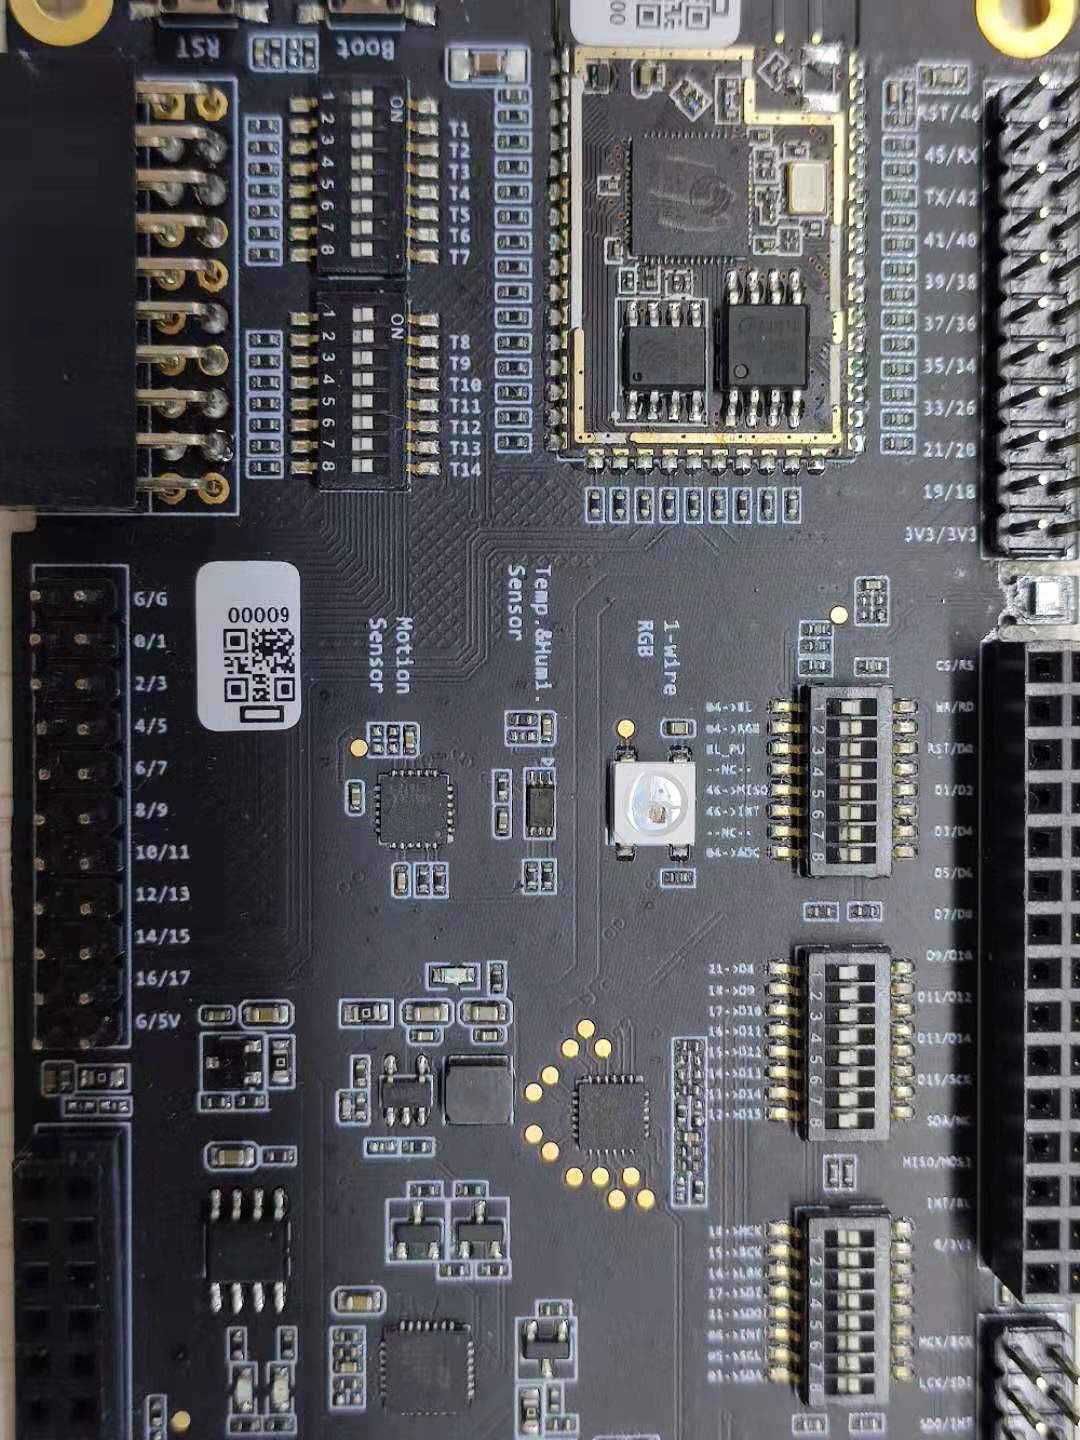 00
RST
Boot
ON
1
2
3
4
5
6
7
8
T1
T2
T3
T4
T5
T6
T7
ON
1
2
3
4
5
6
7
8
T8
T9
T10
T11
T12
T13
T14
RST/46
45/RX
TX/42
41/40
39/38
37/36
35/34
33/26
21/20
19/18
3V3/3V3
G/G
0/1
2/3
4/5
6/7
8/9
10/11
12/13
14/15
16/17
G/5V
00009
Motion
Sensor
Temp.&Humi.
Sensor
1-wire
RGB
04->BL
04->RGB
BL_PU
--NC--
46->MISO
46->INT
--NC--
04->ADC
1
2
3
4
5
6
7
8
CS/RS
WR/RD
RST/D0
D1/D2
D3/D4
D5/D6
D7/D8
D9/D10
D11/D12
D13/D14
D15/SCK
SDA/NC
MISO/MOSI
INT/BL
G/3V3
21->D8
18->D9
17->D10
16->D11
15->D12
14->D13
13->D14
12->D15
1
2
3
4
5
6
7
8
18->MCK
15->BCK
16->LRK
17->SDI
21->SDO
06->INT
05->SCL
03->SDA
1
2
3
4
5
6
7
8
MCK/BCK
LCK/SDI
SDO/INT